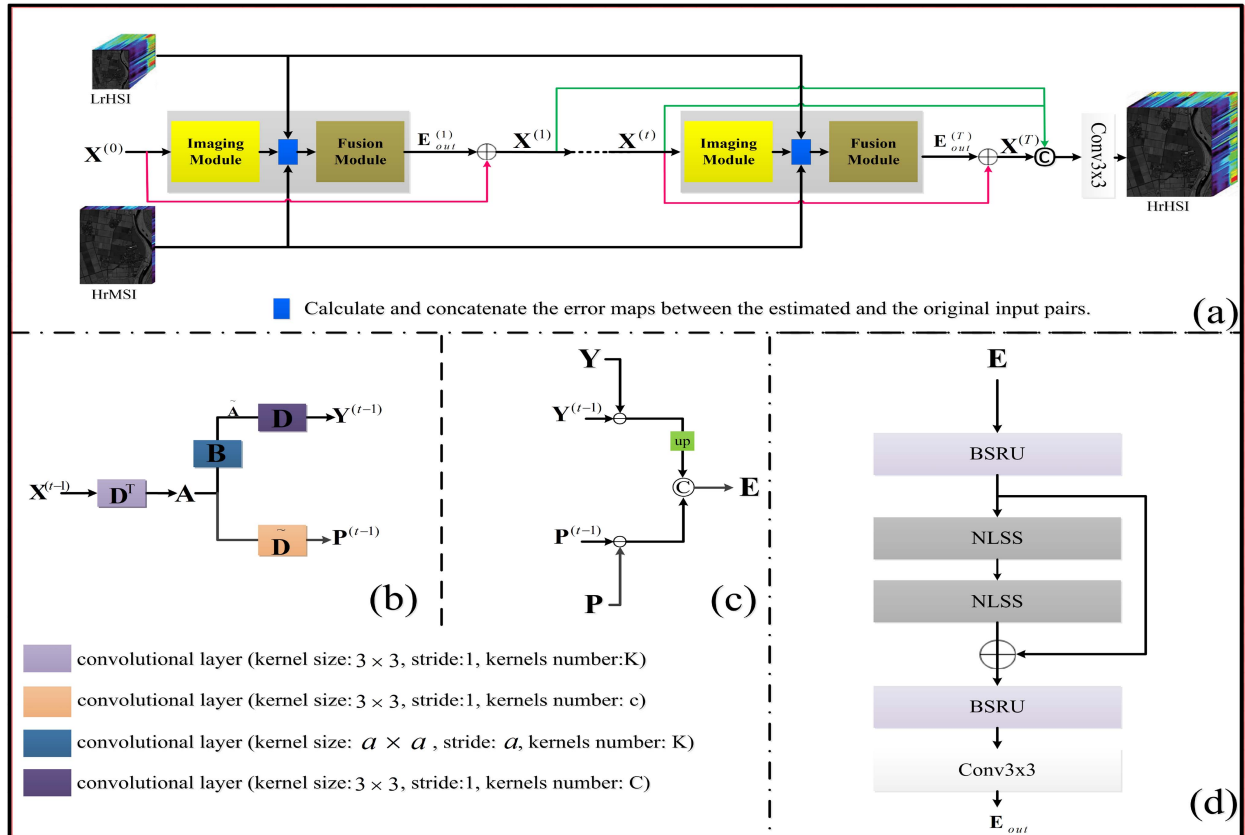 LrHSI
X^(0)
Imaging Module
Fusion Module
E_out^(1)
X^(1)
X^(t)
Imaging Module
Fusion Module
E_out^(T)
X^(T)
C
Conv3x3
HrHSI
HrMSI
Calculate and concatenate the error maps between the estimated and the original input pairs.
(a)
X^(t-1)
D^T
A
B
Ã
D
Y^(t-1)
D̃
P^(t-1)
(b)
Y
Y^(t-1)
up
C
E
P^(t-1)
P
(c)
convolutional layer (kernel size: 3 × 3, stride:1, kernels number:K)
convolutional layer (kernel size: 3 × 3, stride:1, kernels number: c)
convolutional layer (kernel size: a × a , stride: a, kernels number: K)
convolutional layer (kernel size: 3 × 3, stride:1, kernels number: C)
E
BSRU
NLSS
NLSS
BSRU
Conv3x3
E_out
(d)